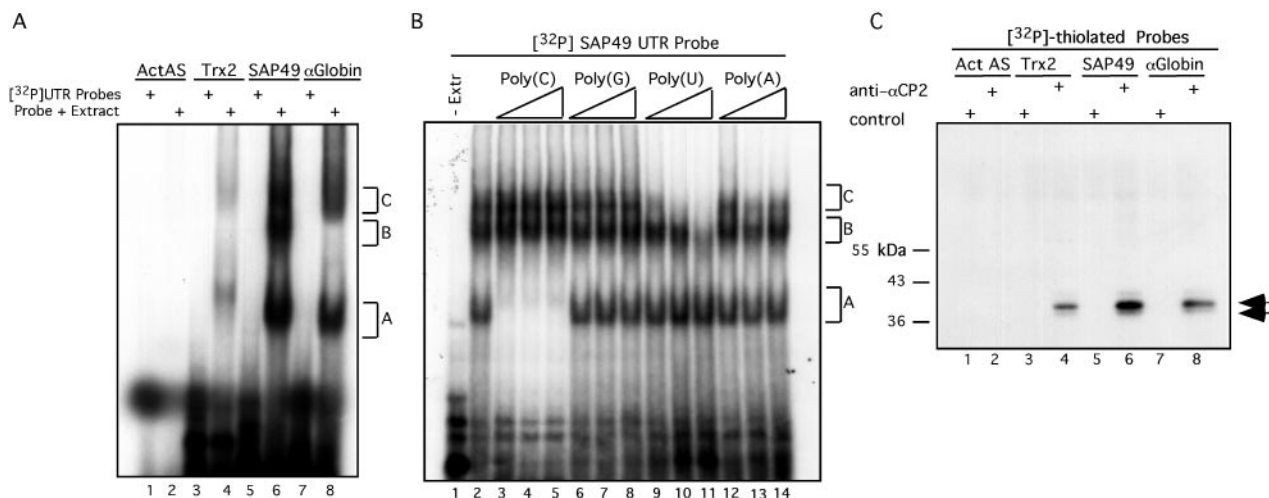 A
ActAS Trx2 SAP49 αGlobin
[32P]UTR Probes + + + +
Probe + Extract + + + +
C
B
A
1 2 3 4 5 6 7 8
B
[32P] SAP49 UTR Probe
- Extr Poly(C) Poly(G) Poly(U) Poly(A)
C
B
A
1 2 3 4 5 6 7 8 9 10 11 12 13 14
C
[32P]-thiolated Probes
Act AS Trx2 SAP49 αGlobin
anti-αCP2 + + + +
control + + + +
55 kDa
43
36
1 2 3 4 5 6 7 8